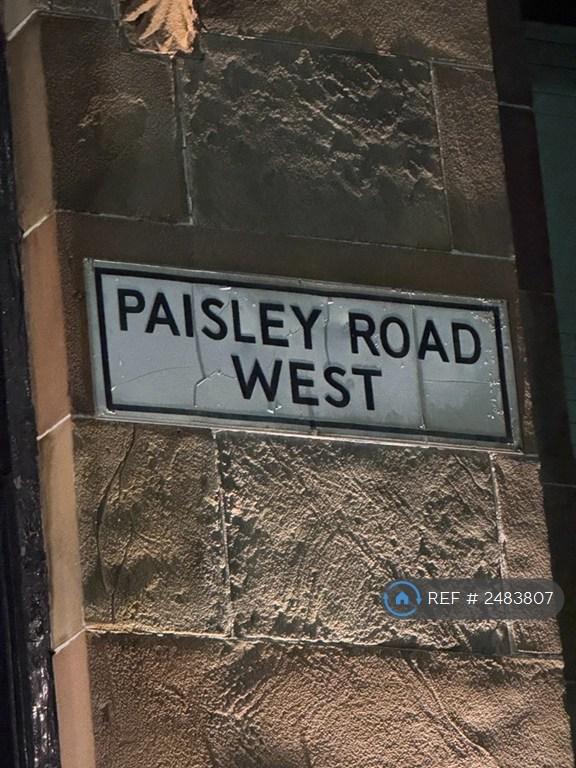 PAISLEY ROAD
WEST
REF # 2483807